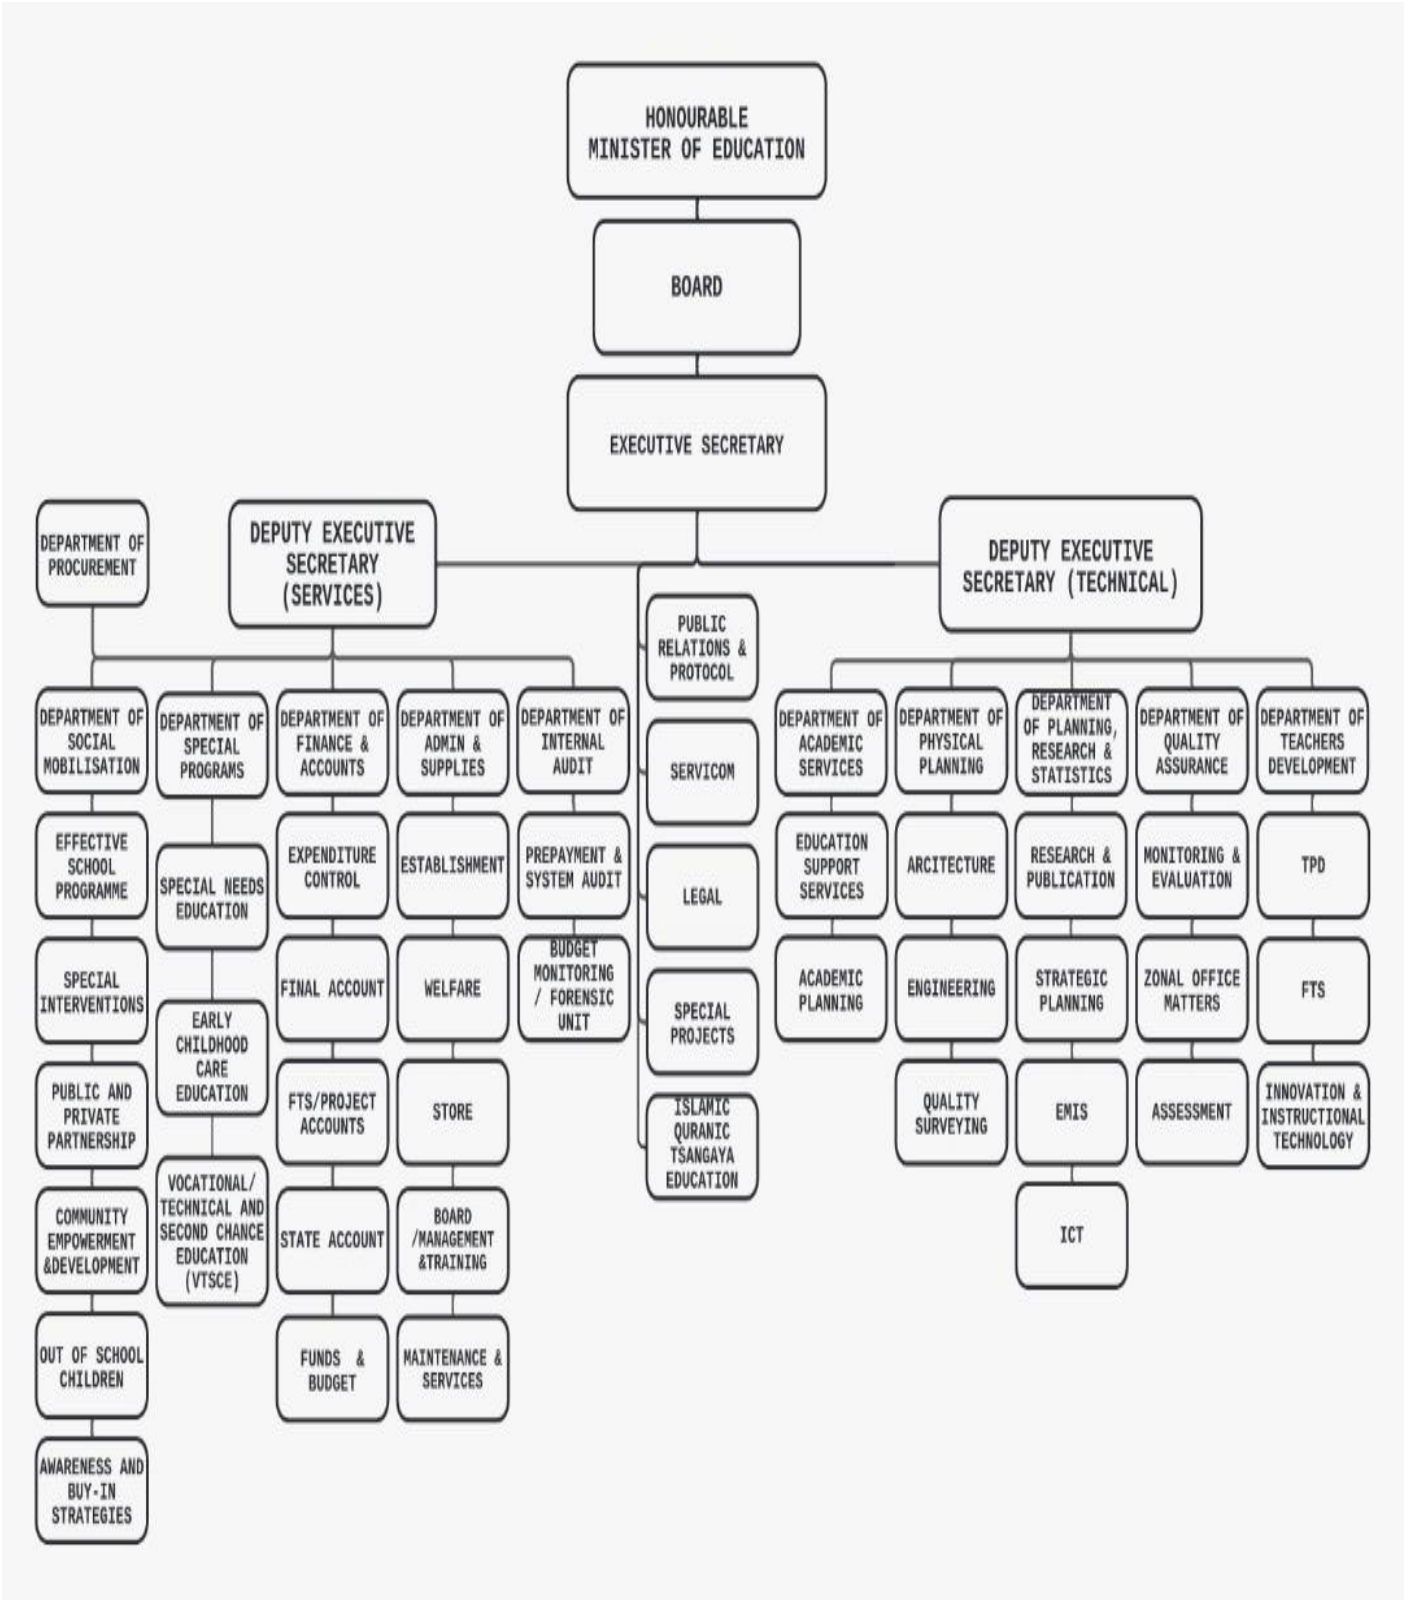 HONOURABLE
MINISTER OF EDUCATION
BOARD
EXECUTIVE SECRETARY
DEPARTMENT OF
PROCUREMENT
DEPUTY EXECUTIVE
SECRETARY
(SERVICES)
DEPUTY EXECUTIVE
SECRETARY (TECHNICAL)
DEPARTMENT OF
SOCIAL
MOBILISATION
EFFECTIVE
SCHOOL
PROGRAMME
SPECIAL
INTERVENTIONS
PUBLIC AND
PRIVATE
PARTNERSHIP
COMMUNITY
EMPOWERMENT
&DEVELOPMENT
OUT OF SCHOOL
CHILDREN
AWARENESS AND
BUY-IN
STRATEGIES
DEPARTMENT OF
SPECIAL
PROGRAMS
SPECIAL NEEDS
EDUCATION
EARLY
CHILDHOOD
CARE
EDUCATION
VOCATIONAL/
TECHNICAL AND
SECOND CHANCE
EDUCATION
(VTSCE)
DEPARTMENT OF
FINANCE &
ACCOUNTS
EXPENDITURE
CONTROL
FINAL ACCOUNT
FTS/PROJECT
ACCOUNTS
STATE ACCOUNT
FUNDS &
BUDGET
DEPARTMENT OF
ADMIN &
SUPPLIES
ESTABLISHMENT
WELFARE
STORE
BOARD
/MANAGEMENT
&TRAINING
MAINTENANCE &
SERVICES
DEPARTMENT OF
INTERNAL
AUDIT
PREPAYMENT &
SYSTEM AUDIT
BUDGET
MONITORING
/ FORENSIC
UNIT
PUBLIC
RELATIONS &
PROTOCOL
SERVICOM
LEGAL
SPECIAL
PROJECTS
ISLAMIC
QURANIC
TSANGAYA
EDUCATION
DEPARTMENT OF
ACADEMIC
SERVICES
EDUCATION
SUPPORT
SERVICES
ACADEMIC
PLANNING
DEPARTMENT OF
PHYSICAL
PLANNING
ARCITECTURE
ENGINEERING
QUALITY
SURVEYING
DEPARTMENT
OF PLANNING,
RESEARCH &
STATISTICS
RESEARCH &
PUBLICATION
STRATEGIC
PLANNING
EMIS
ICT
DEPARTMENT OF
QUALITY
ASSURANCE
MONITORING &
EVALUATION
ZONAL OFFICE
MATTERS
ASSESSMENT
DEPARTMENT OF
TEACHERS
DEVELOPMENT
TPD
FTS
INNOVATION &
INSTRUCTIONAL
TECHNOLOGY